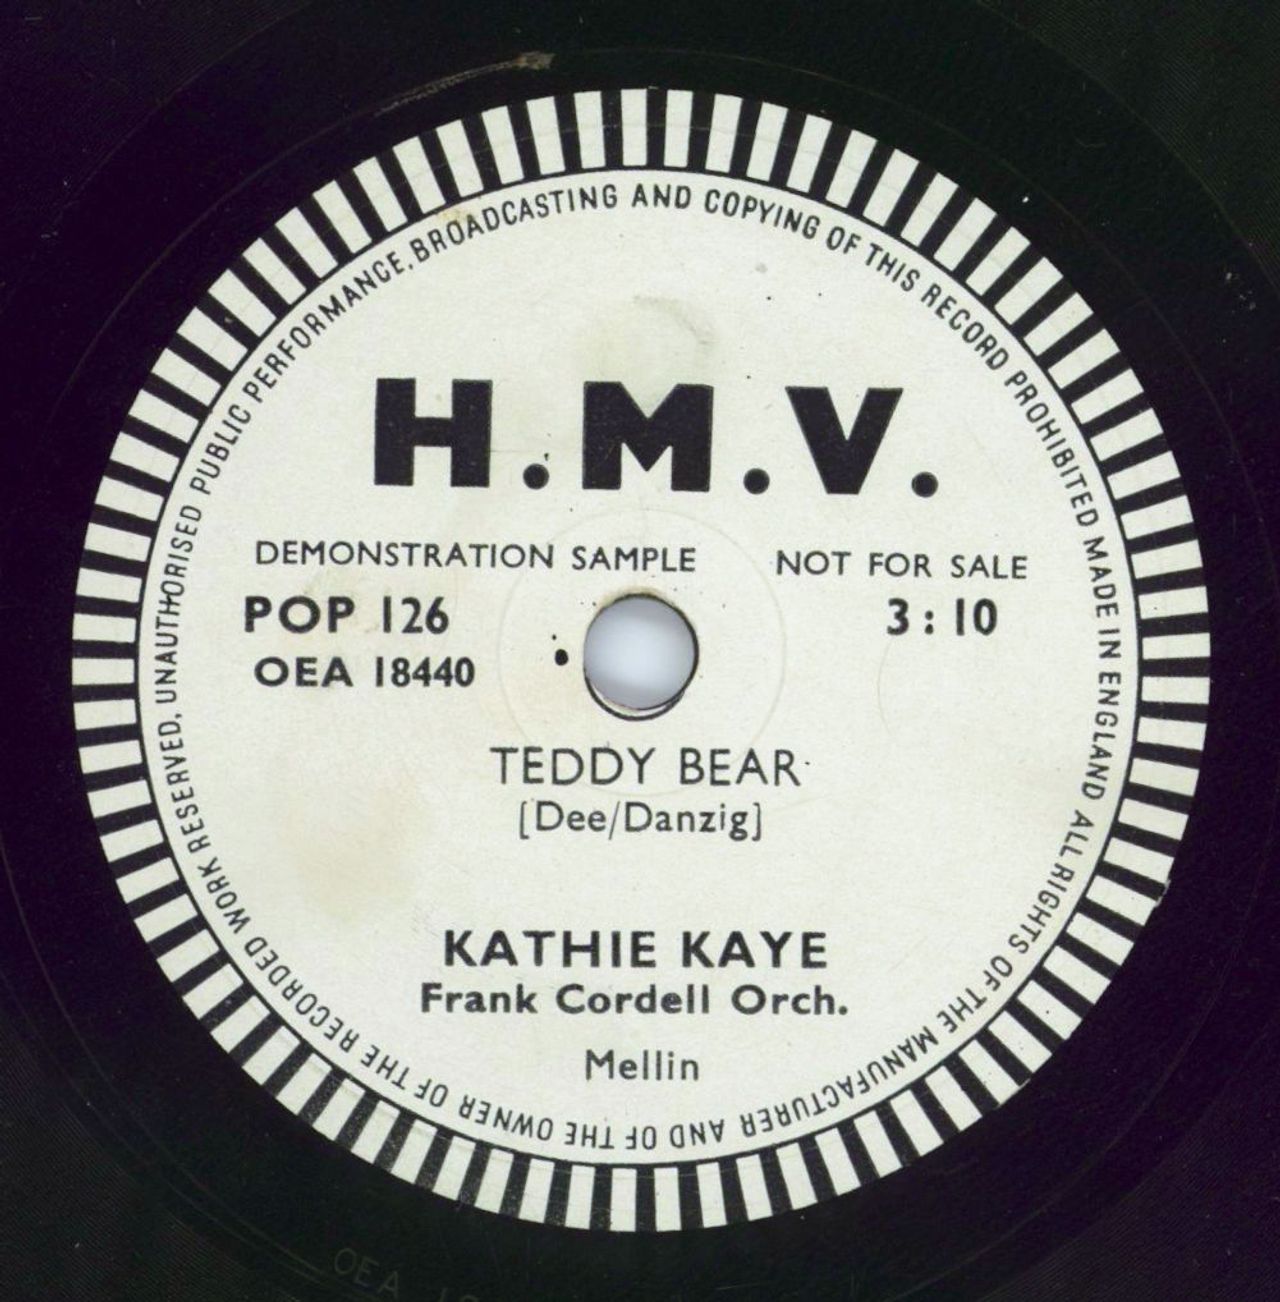 H.M.V.
DEMONSTRATION SAMPLE NOT FOR SALE
POP 126 3:10
OEA 18440
TEDDY BEAR
[Dee/Danzig]
KATHIE KAYE
Frank Cordell Orch.
Mellin
MADE IN ENGLAND ALL RIGHTS OF THE MANUFACTURER AND OF THE OWNER OF THE RECORDED WORK RESERVED, UNAUTHORISED PUBLIC PERFORMANCE, BROADCASTING AND COPYING OF THIS RECORD PROHIBITED
OEA